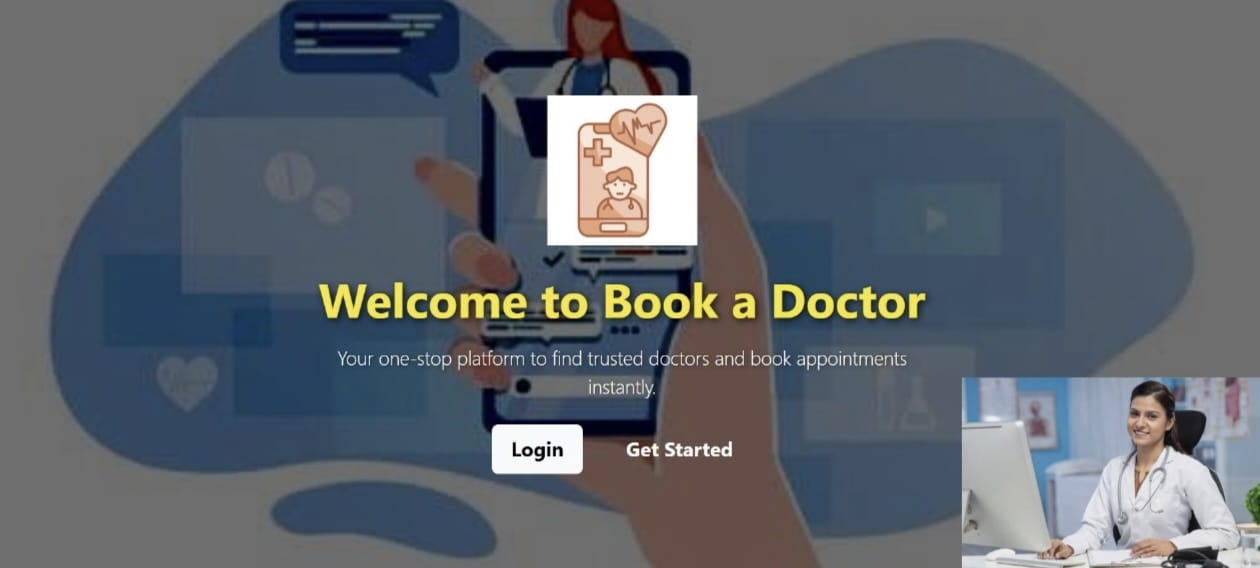 Welcome to Book a Doctor
Your one-stop platform to find trusted doctors and book appointments
instantly.
Login
Get Started